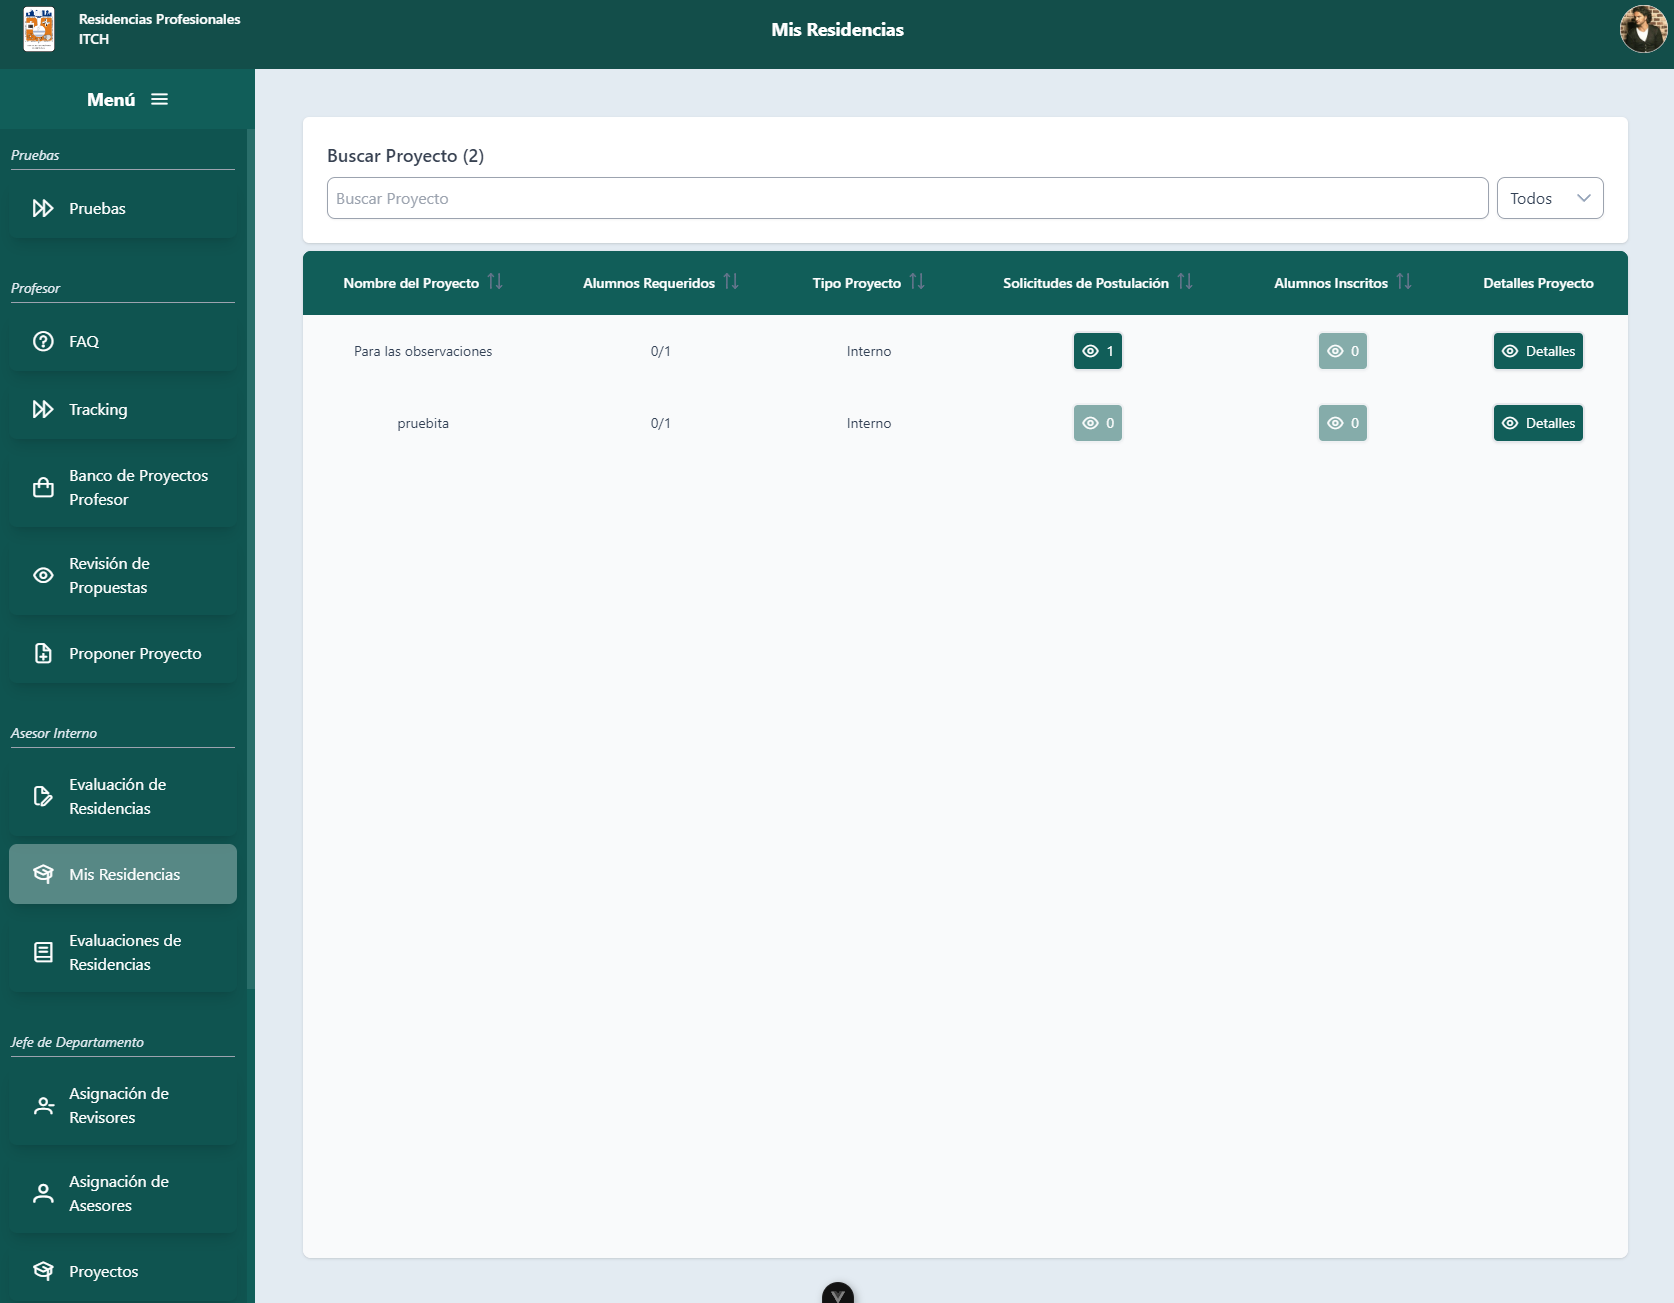 Residencias Profesionales
ITCH
Mis Residencias
Menú
Pruebas
Pruebas
Profesor
FAQ
Tracking
Banco de Proyectos
Profesor
Revisión de
Propuestas
Proponer Proyecto
Asesor Interno
Evaluación de
Residencias
Mis Residencias
Evaluaciones de
Residencias
Jefe de Departamento
Asignación de
Revisores
Asignación de
Asesores
Proyectos
Buscar Proyecto (2)
Buscar Proyecto
Todos
Nombre del Proyecto Alumnos Requeridos Tipo Proyecto Solicitudes de Postulación Alumnos Inscritos Detalles Proyecto
Para las observaciones 0/1 Interno 1 0 Detalles
pruebita 0/1 Interno 0 0 Detalles